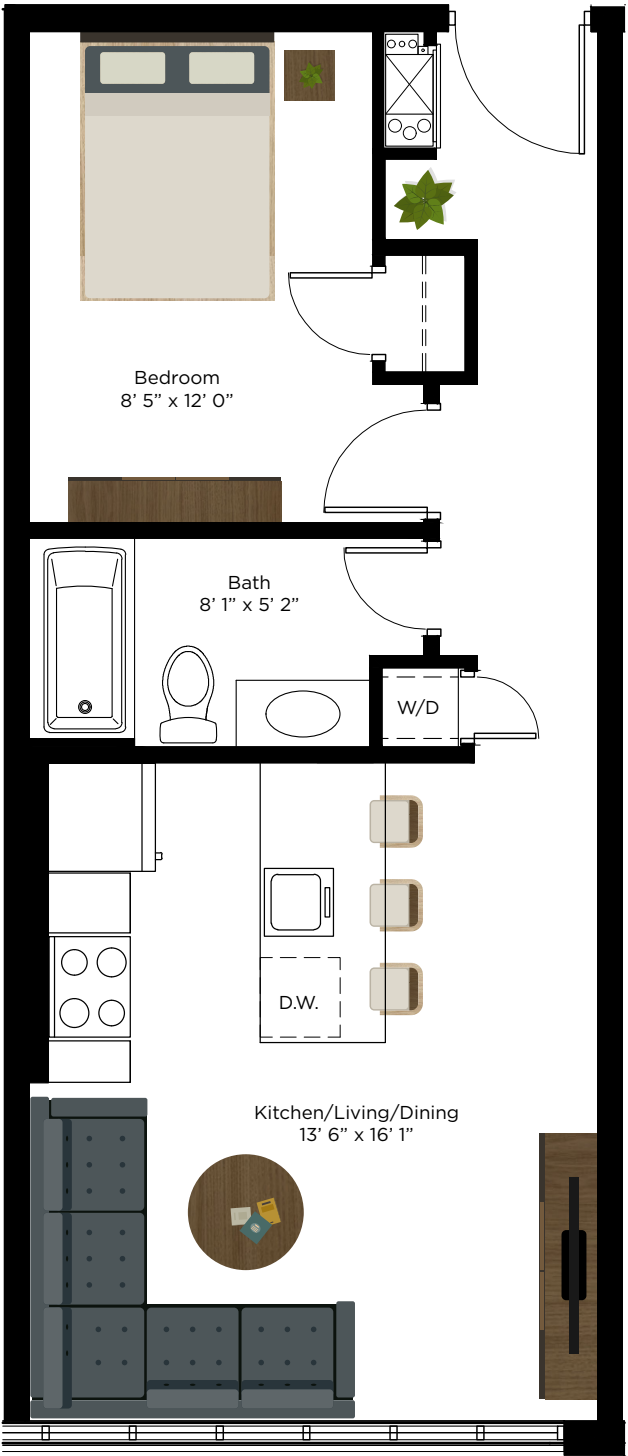 Bedroom
8’ 5” x 12’ 0”
Bath
8’ 1” x 5’ 2”
W/D
D.W.
Kitchen/Living/Dining
13’ 6” x 16’ 1”